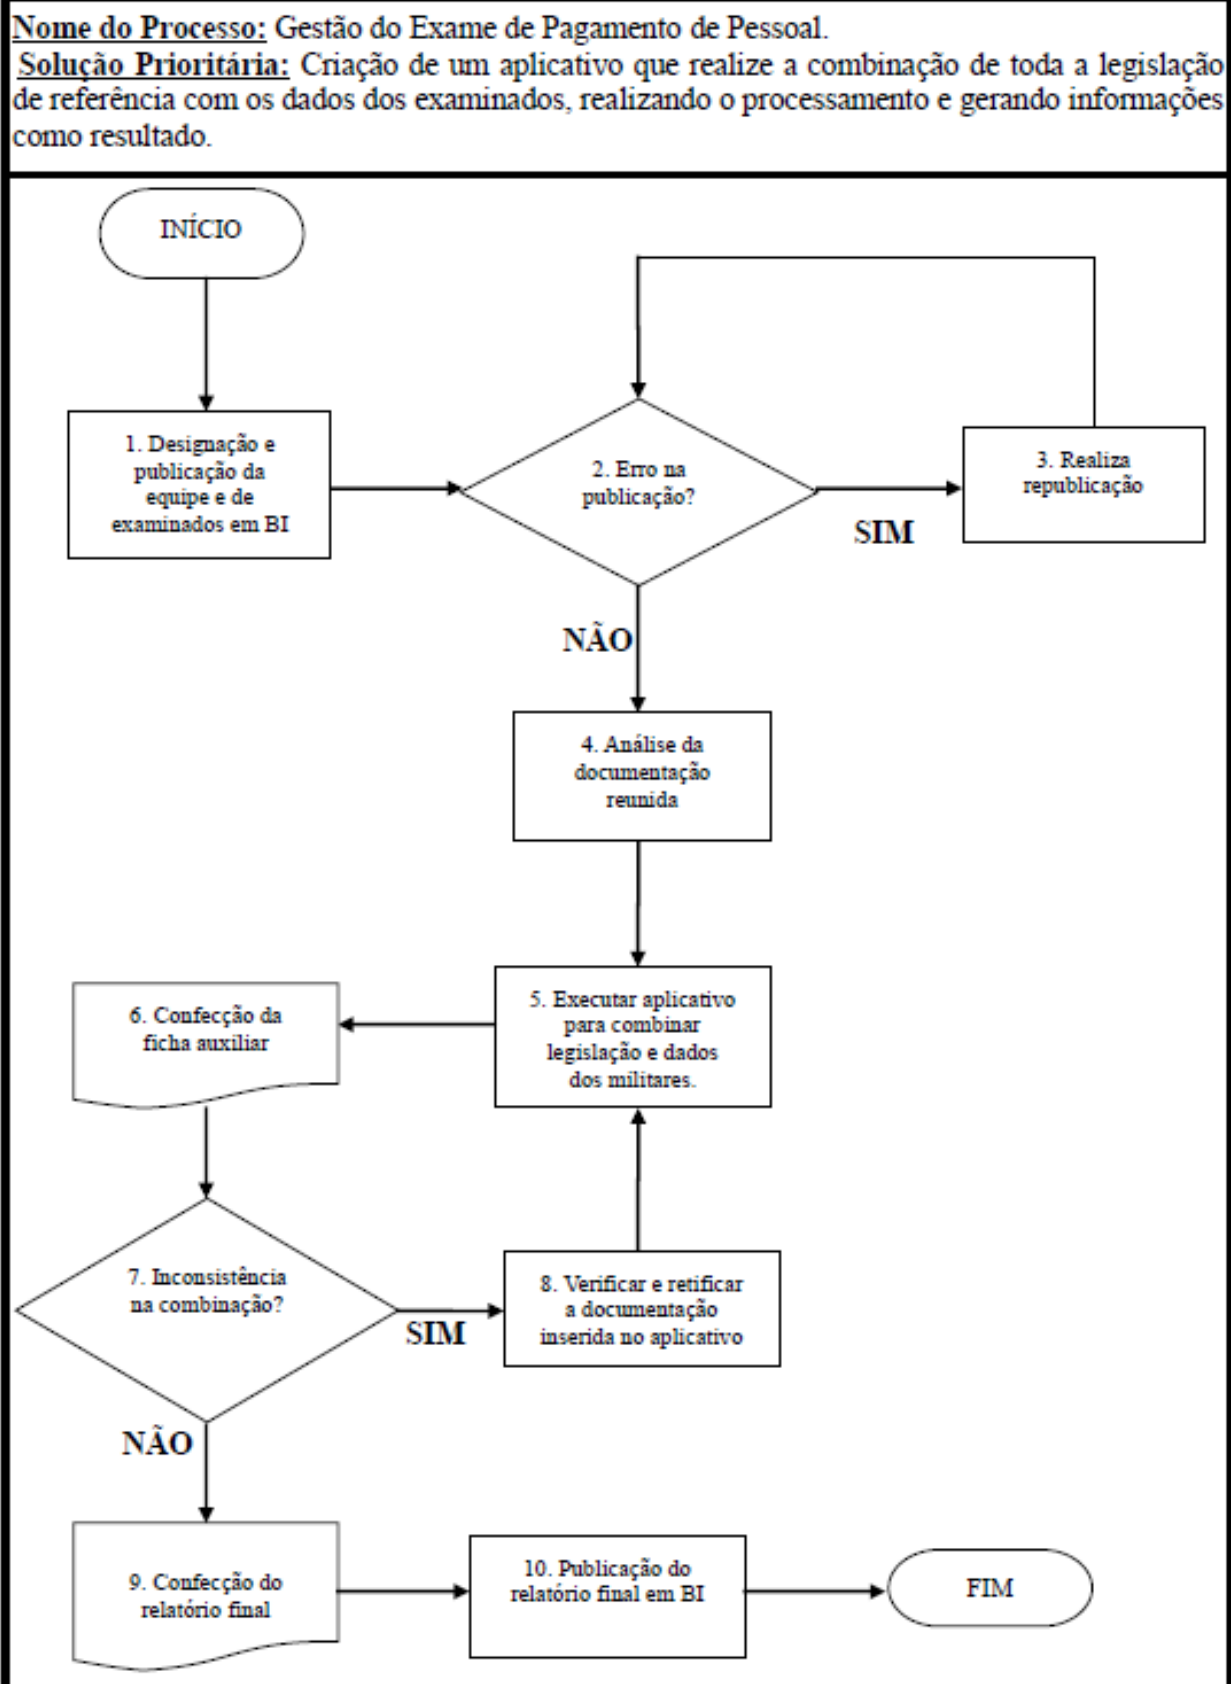 Nome do Processo: Gestão do Exame de Pagamento de Pessoal.
Solução Prioritária: Criação de um aplicativo que realize a combinação de toda a legislação
de referência com os dados dos examinados, realizando o processamento e gerando informações
como resultado.
INÍCIO
1. Designação e
publicação da
equipe e de
examinados em BI
2. Erro na
publicação?
SIM
3. Realiza
republicação
NÃO
4. Análise da
documentação
reunida
5. Executar aplicativo
para combinar
legislação e dados
dos militares.
6. Confecção da
ficha auxiliar
7. Inconsistência
na combinação?
SIM
8. Verificar e retificar
a documentação
inserida no aplicativo
NÃO
9. Confecção do
relatório final
10. Publicação do
relatório final em BI
FIM